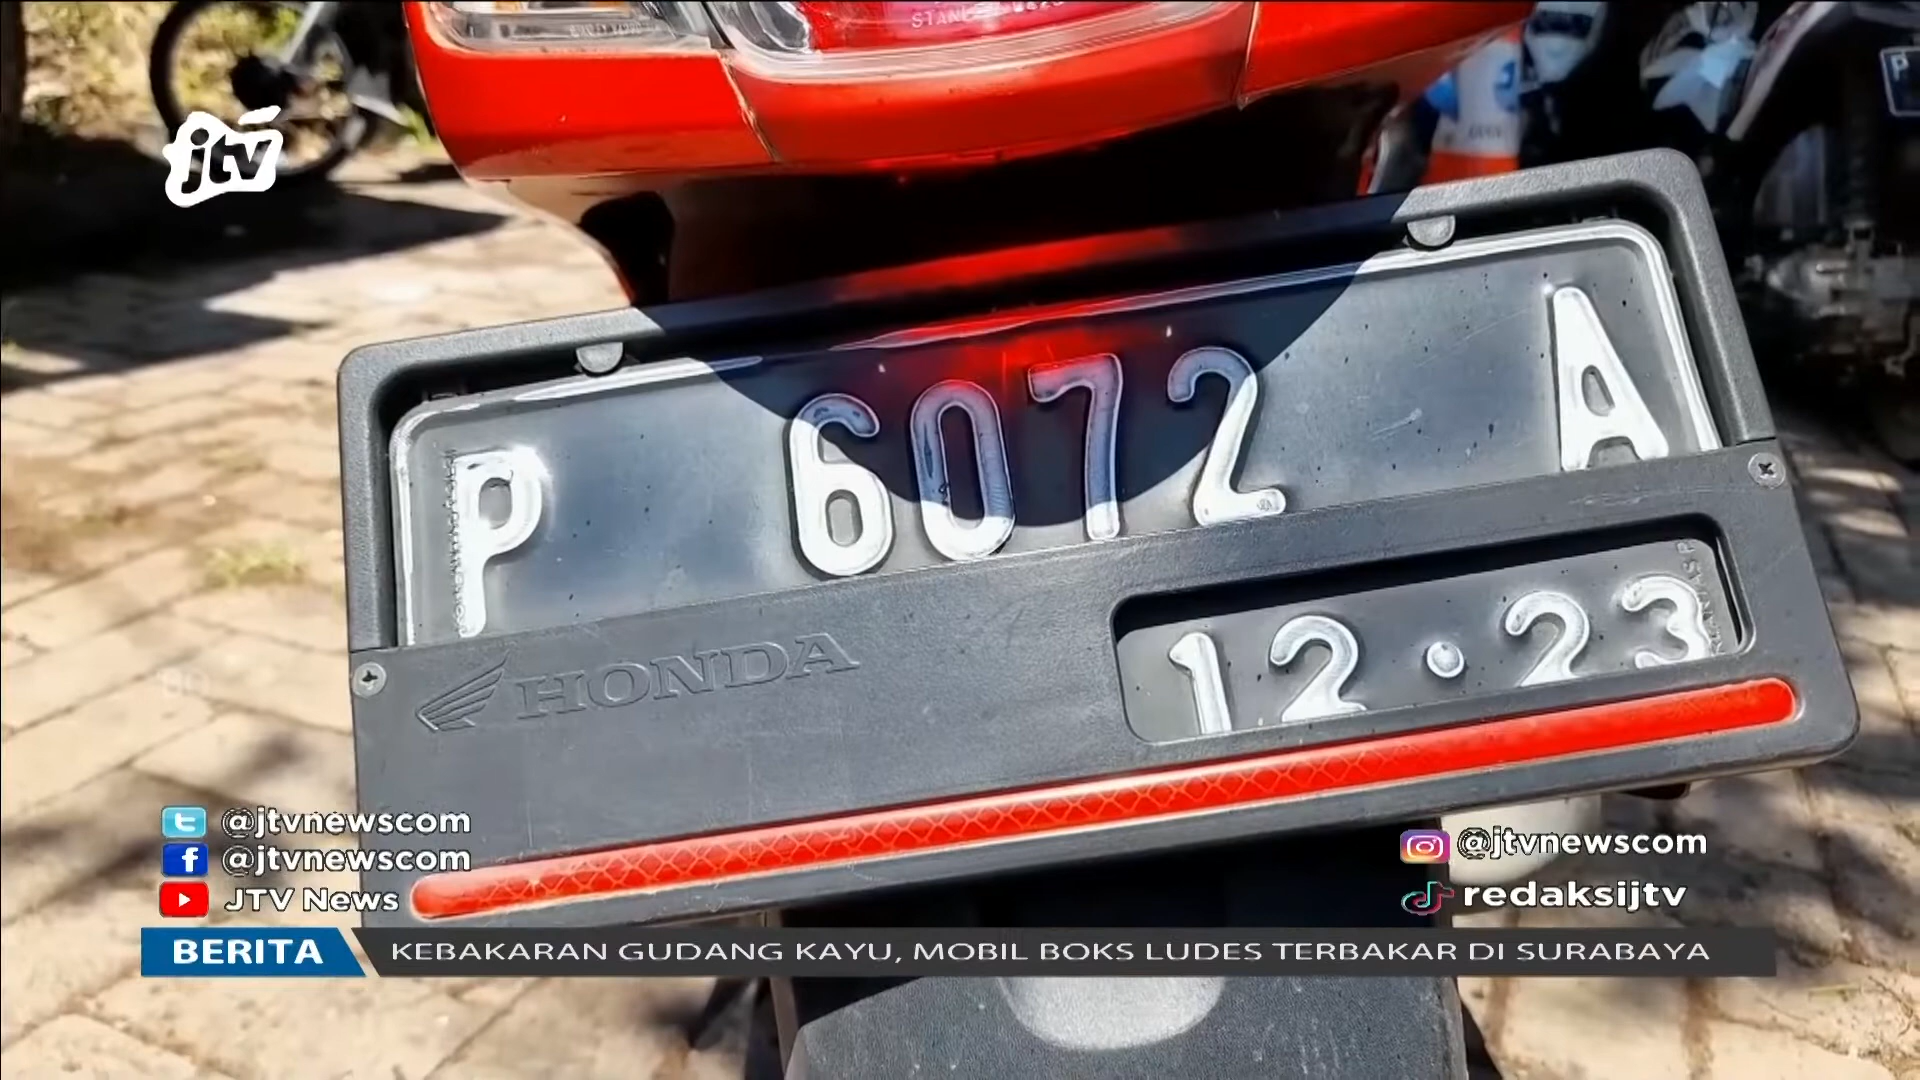 STANLEY
jtv
P 6072 A
HONDA
12·23
@jtvnewscom
@jtvnewscom
JTV News
@jtvnewscom
redaksijtv
BERITA
KEBAKARAN GUDANG KAYU, MOBIL BOKS LUDES TERBAKAR DI SURABAYA